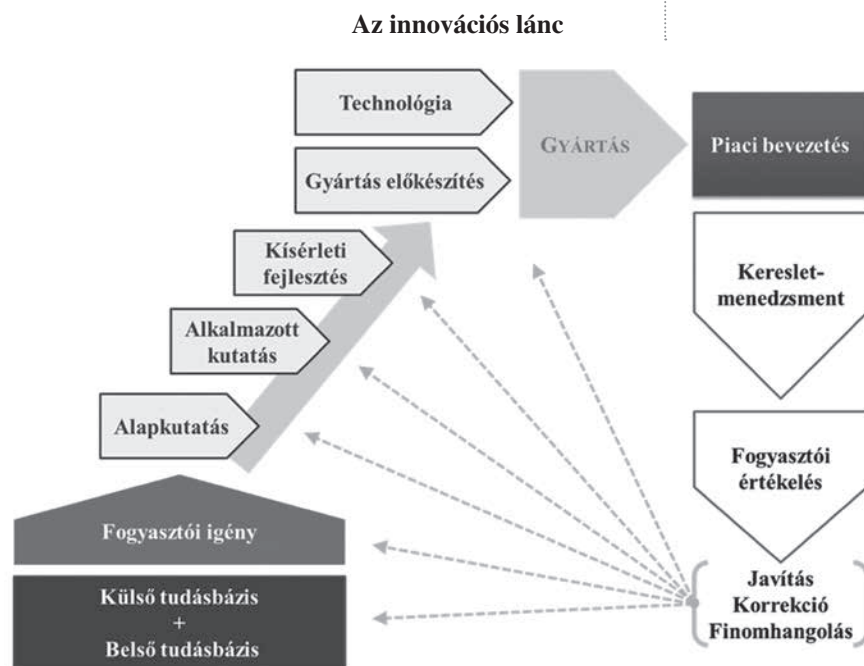 Az innovációs lánc
Technológia
Gyártás előkészítés
GYÁRTÁS
Piaci bevezetés
Kísérleti
fejlesztés
Alkalmazott
kutatás
Alapkutatás
Kereslet-
menedzsment
Fogyasztói
értékelés
Fogyasztói igény
Külső tudásbázis
+
Belső tudásbázis
Javítás
Korrekció
Finomhangolás